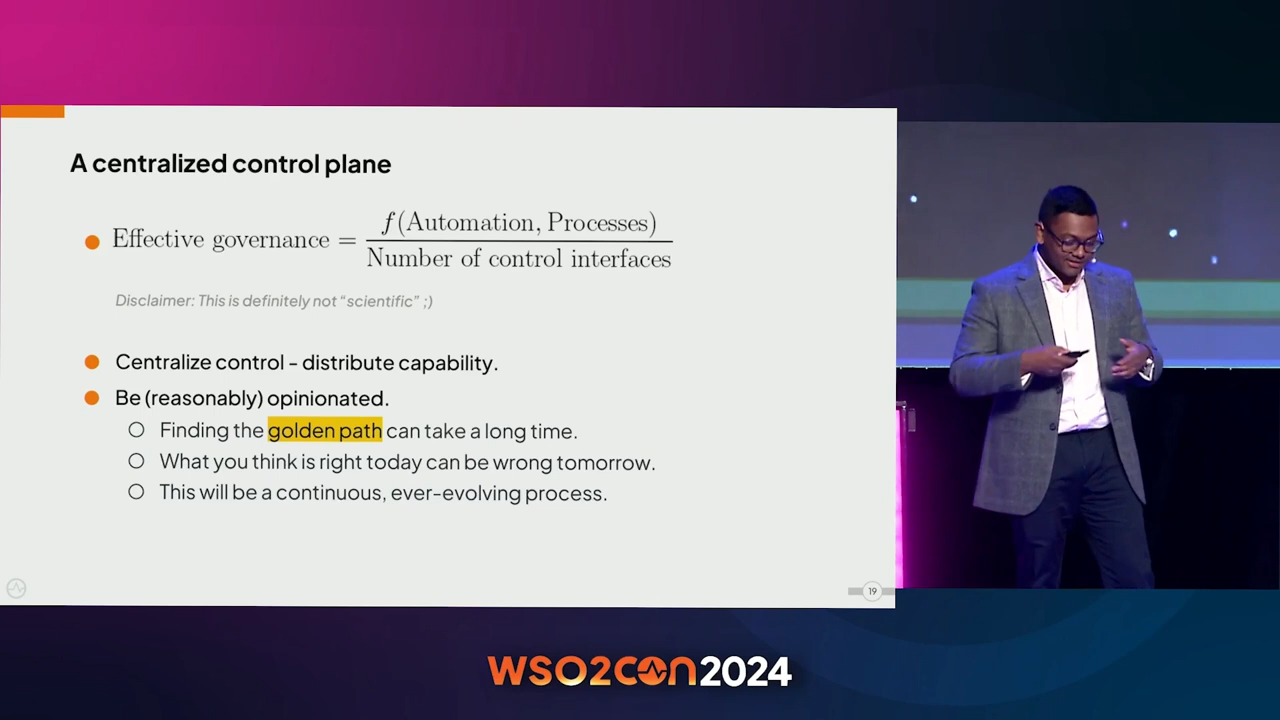 A centralized control plane
Effective governance = f(Automation, Processes) / Number of control interfaces
Disclaimer: This is definitely not “scientific” ;)
Centralize control - distribute capability.
Be (reasonably) opinionated.
Finding the golden path can take a long time.
What you think is right today can be wrong tomorrow.
This will be a continuous, ever-evolving process.
19
WSO2CON2024